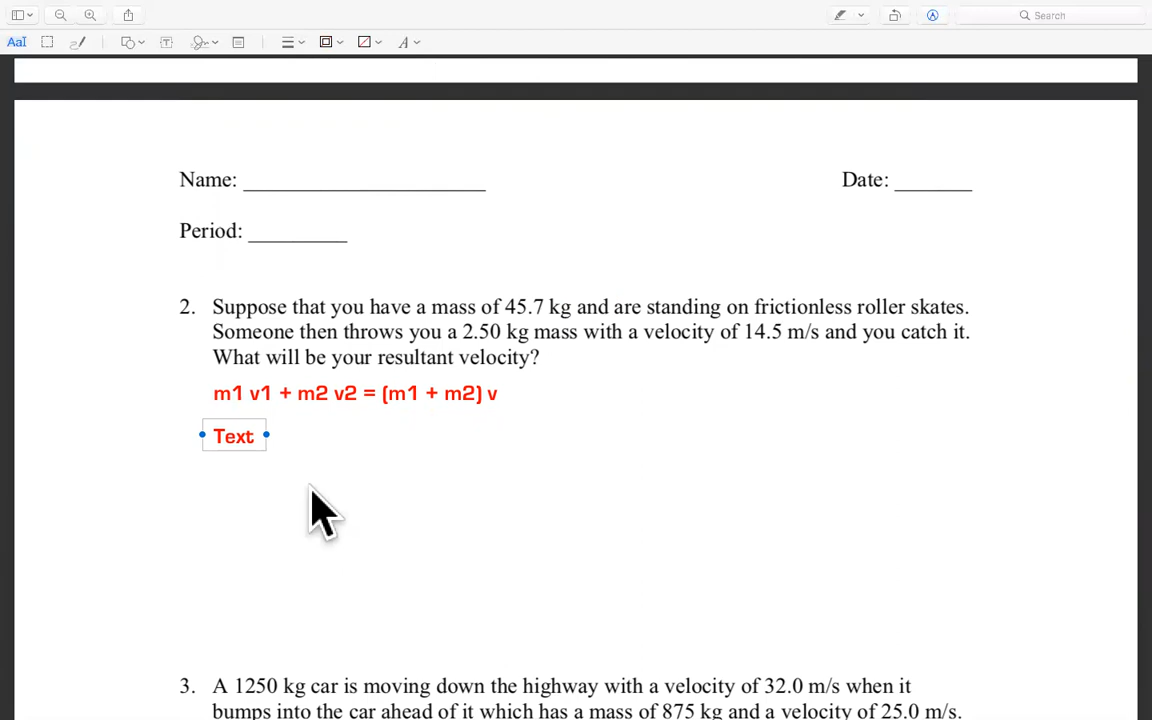 AaI
T
A
Search
Name: ______________________ Date: _______
Period: _________
2. Suppose that you have a mass of 45.7 kg and are standing on frictionless roller skates.
Someone then throws you a 2.50 kg mass with a velocity of 14.5 m/s and you catch it.
What will be your resultant velocity?
m1 v1 + m2 v2 = (m1 + m2) v
Text
3. A 1250 kg car is moving down the highway with a velocity of 32.0 m/s when it
bumps into the car ahead of it which has a mass of 875 kg and a velocity of 25.0 m/s.